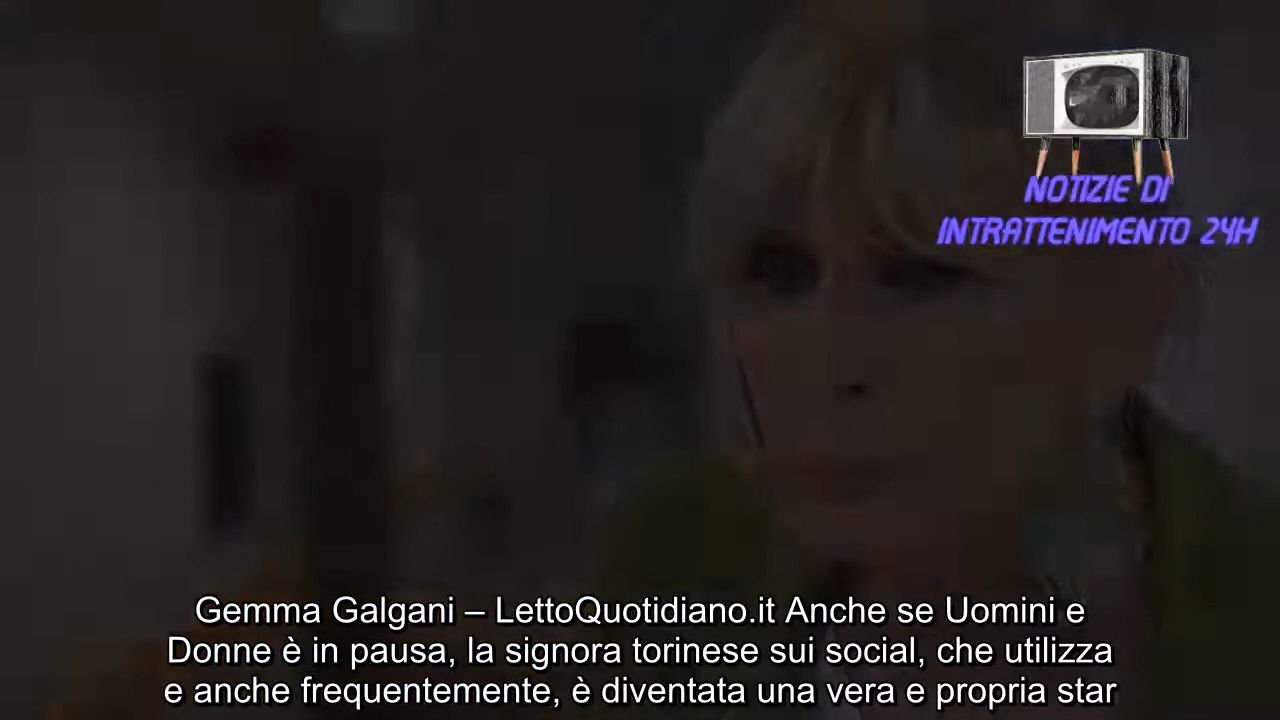 NOTIZIE DI
INTRATTENIMENTO 24H
Gemma Galgani – LettoQuotidiano.it Anche se Uomini e
Donne è in pausa, la signora torinese sui social, che utilizza
e anche frequentemente, è diventata una vera e propria star